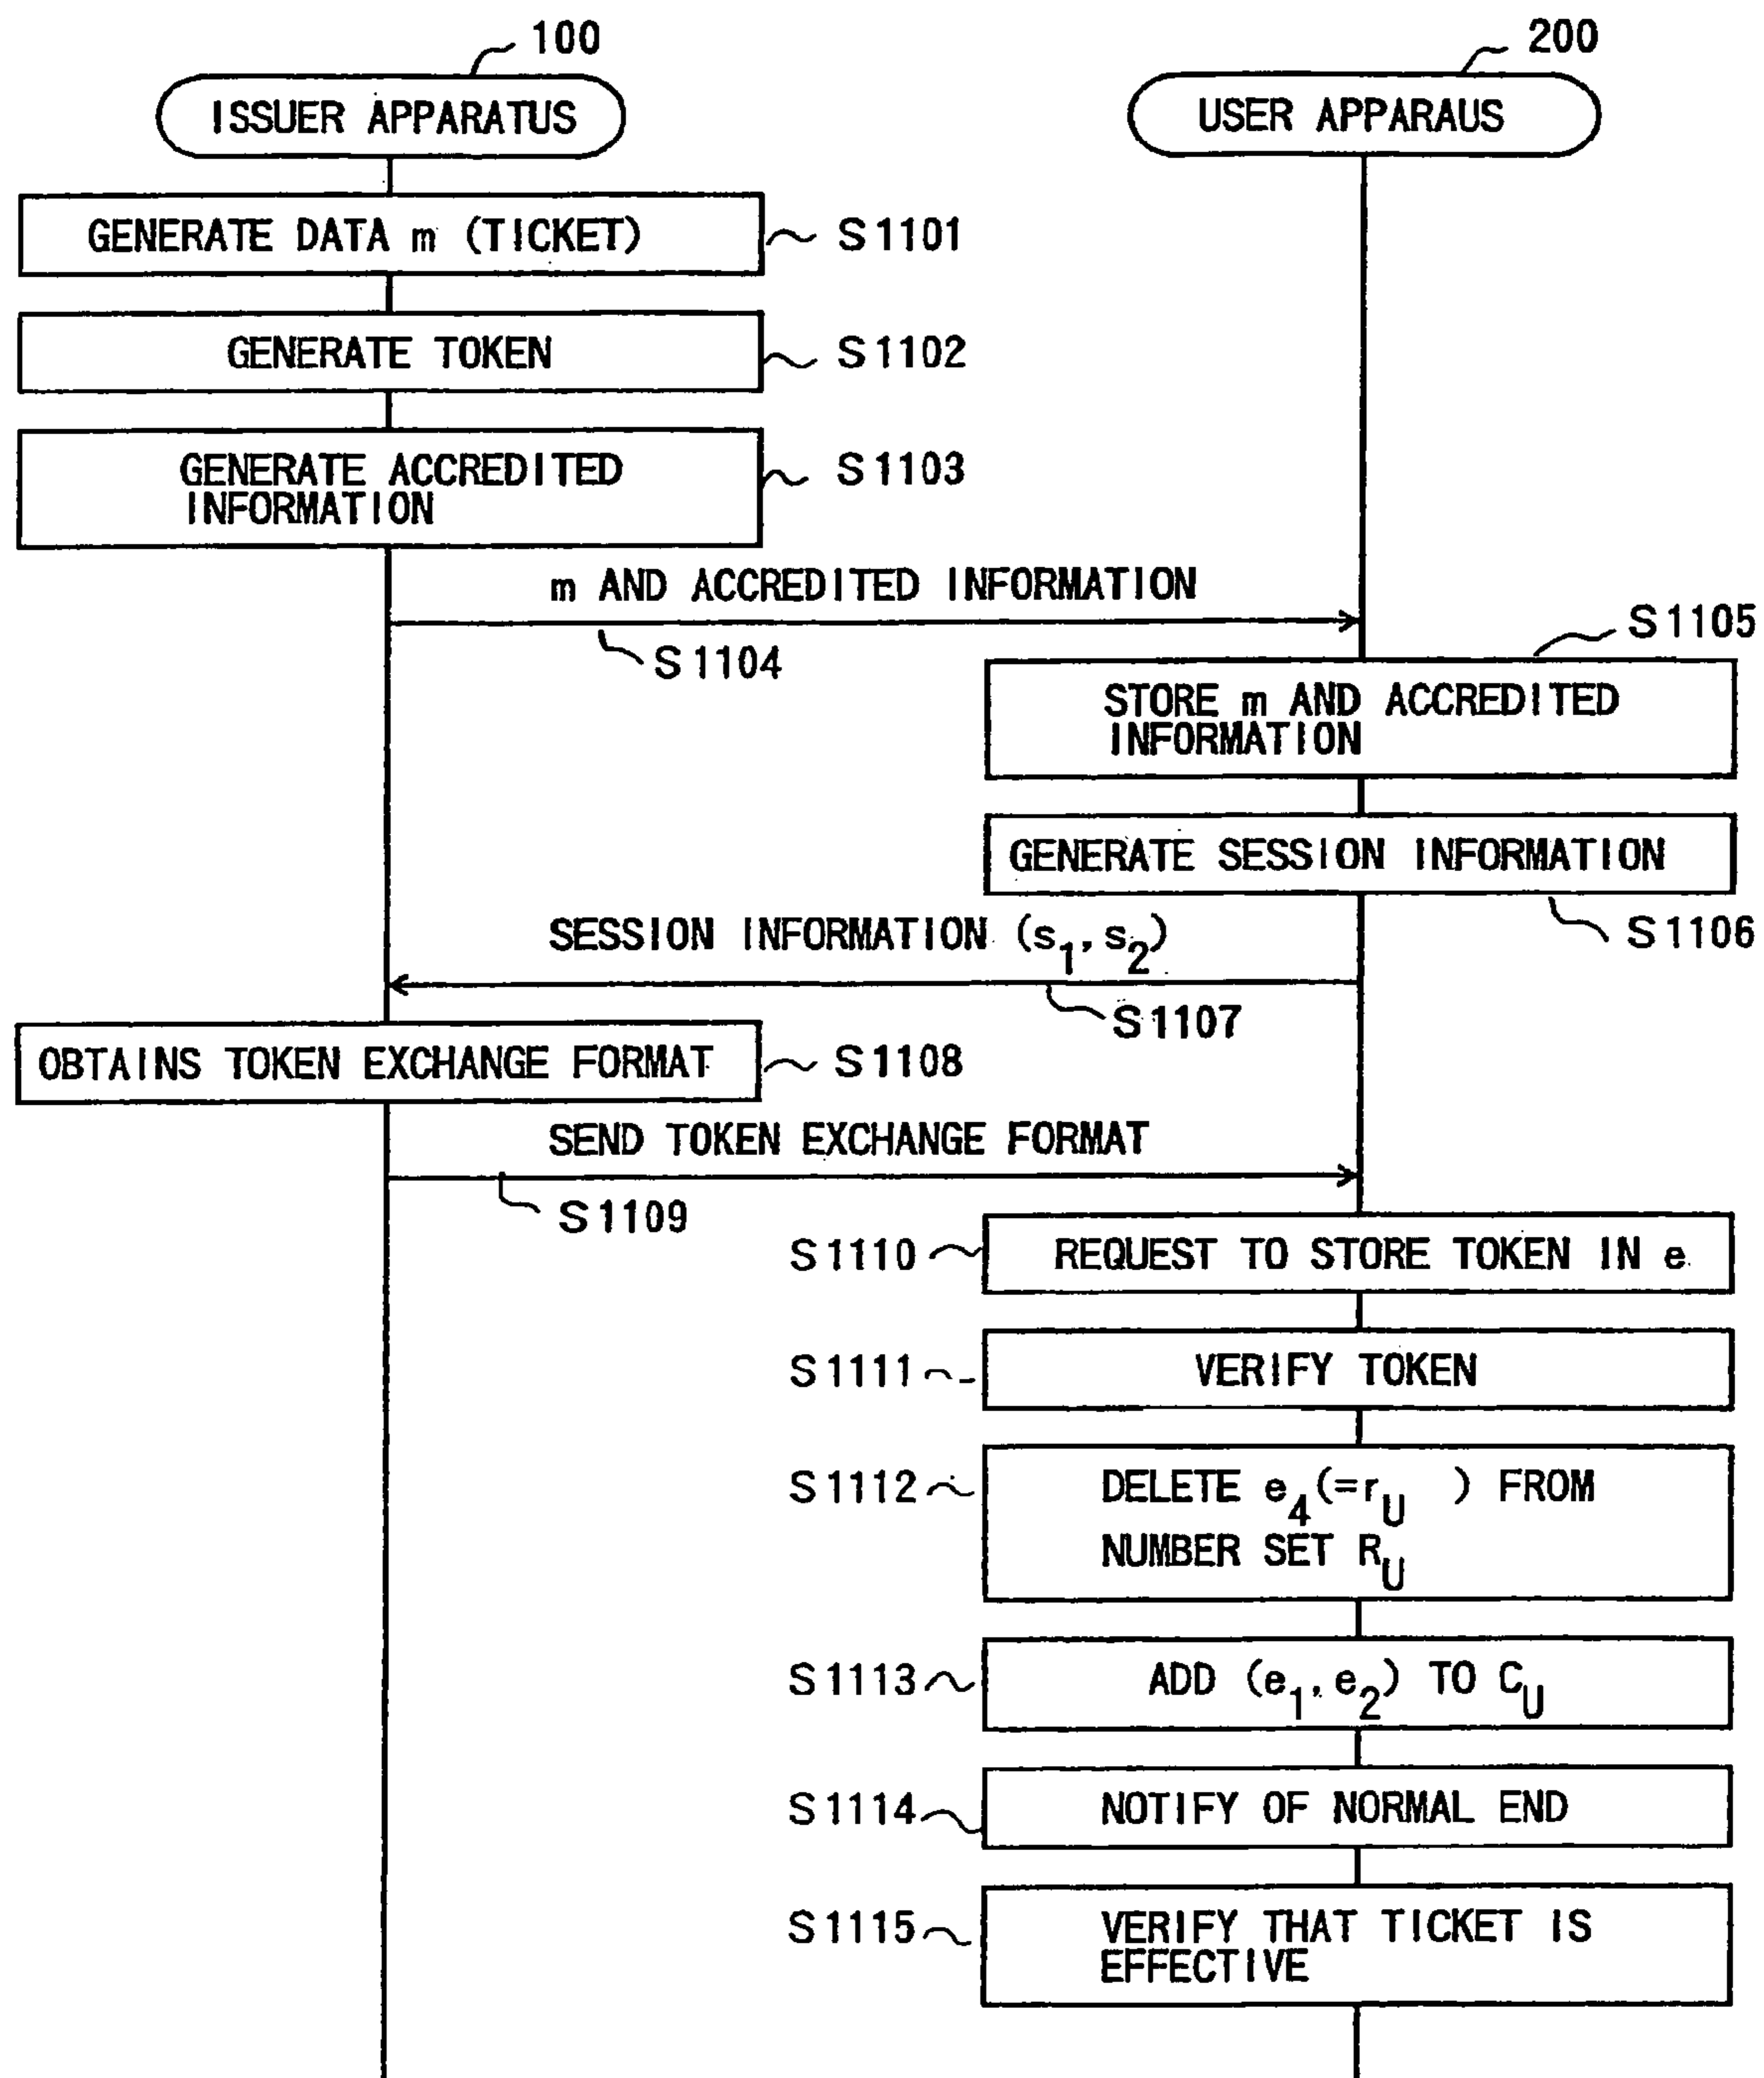 100
200
ISSUER APPARATUS
USER APPARAUS
GENERATE DATA m (TICKET)
S1101
GENERATE TOKEN
S1102
GENERATE ACCREDITED
INFORMATION
S1103
m AND ACCREDITED INFORMATION
S1104
S1105
STORE m AND ACCREDITED
INFORMATION
GENERATE SESSION INFORMATION
S1106
SESSION INFORMATION (s1,s2)
S1107
OBTAINS TOKEN EXCHANGE FORMAT
S1108
SEND TOKEN EXCHANGE FORMAT
S1109
S1110
REQUEST TO STORE TOKEN IN e
S1111
VERIFY TOKEN
S1112
DELETE e4(=rU ) FROM
NUMBER SET RU
S1113
ADD (e1,e2) TO CU
S1114
NOTIFY OF NORMAL END
S1115
VERIFY THAT TICKET IS
EFFECTIVE